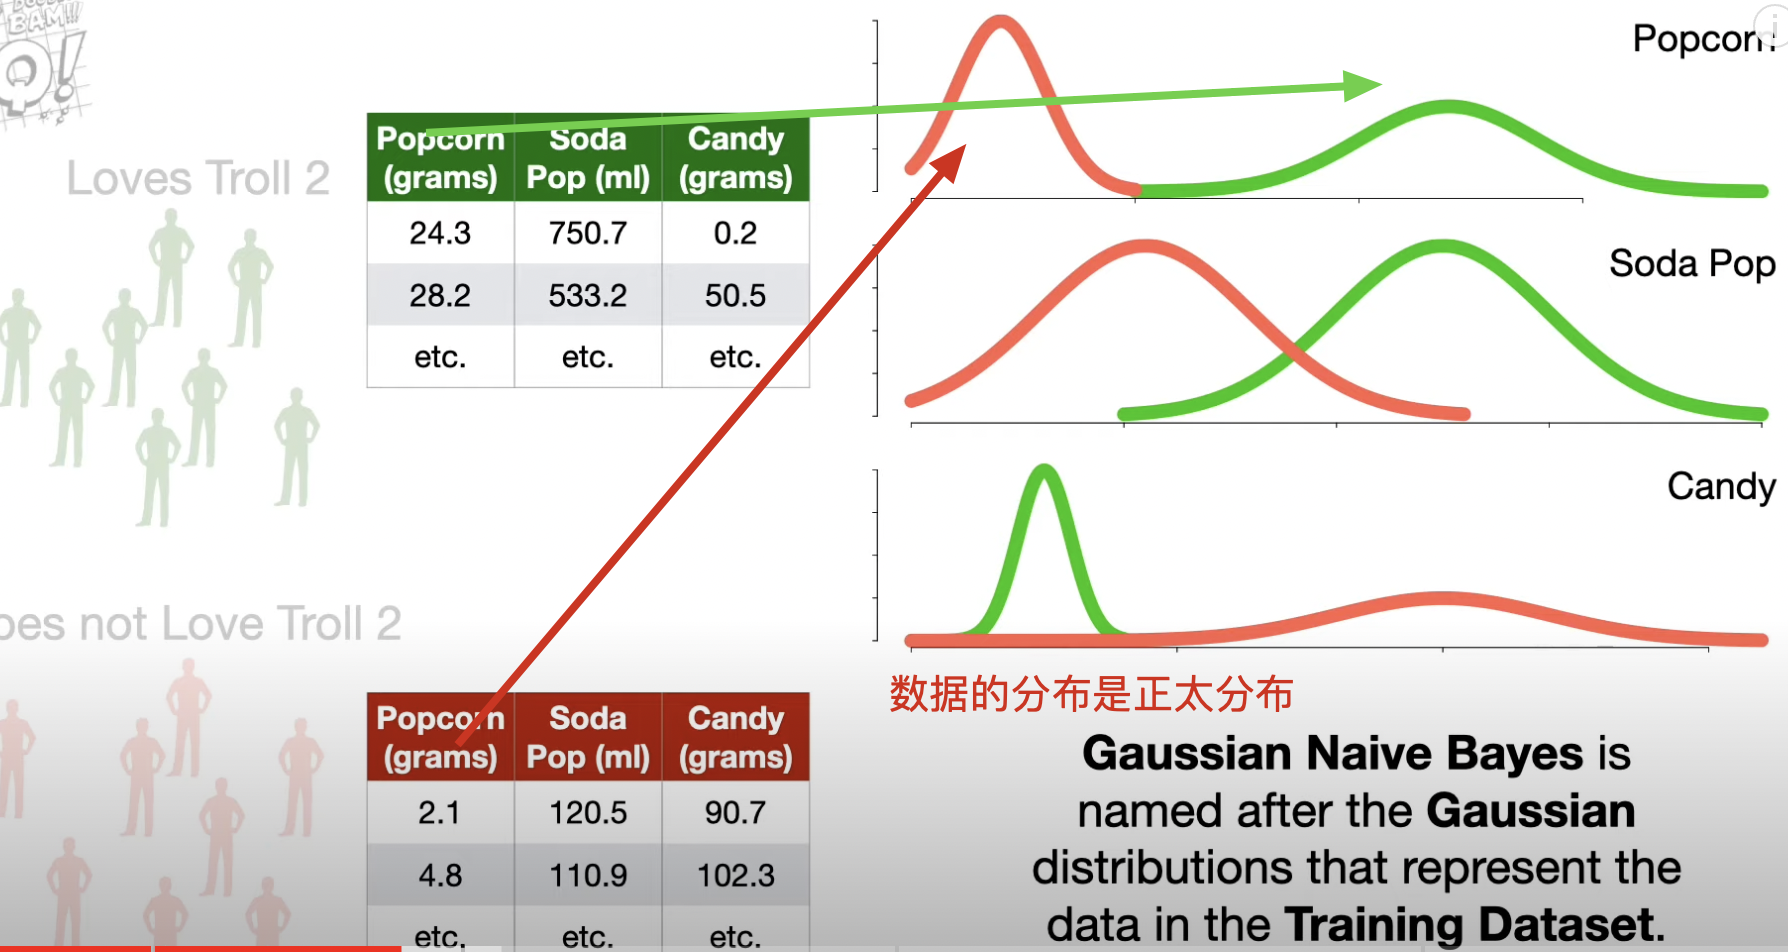 BAM!!!
Q!
Popcorn
i
Loves Troll 2
Popcorn (grams) Soda Pop (ml) Candy (grams)
24.3 750.7 0.2
28.2 533.2 50.5
etc. etc. etc.
Soda Pop
Candy
oes not Love Troll 2
Popcorn (grams) Soda Pop (ml) Candy (grams)
2.1 120.5 90.7
4.8 110.9 102.3
etc. etc. etc.
数据的分布是正太分布
Gaussian Naive Bayes is
named after the Gaussian
distributions that represent the
data in the Training Dataset.